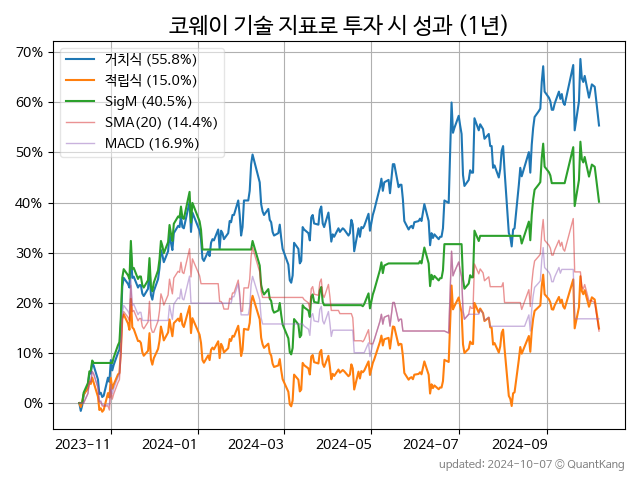 코웨이 기술 지표로 투자 시 성과 (1년)
70%
60%
50%
40%
30%
20%
10%
0%
거치식 (55.8%)
적립식 (15.0%)
SigM (40.5%)
SMA(20) (14.4%)
MACD (16.9%)
2023-11 2024-01 2024-03 2024-05 2024-07 2024-09
updated: 2024-10-07 © QuantKang